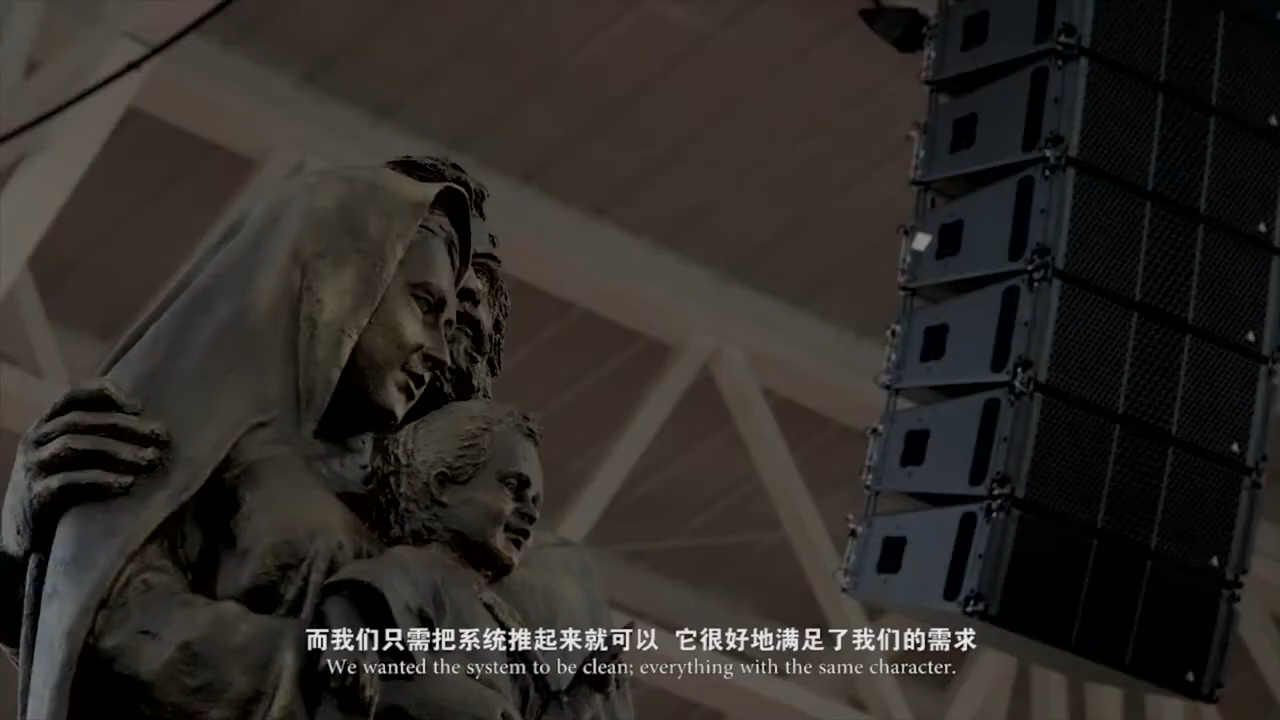 而我们只需把系统推起来就可以 它很好地满足了我们的需求
We wanted the system to be clean; everything with the same character.